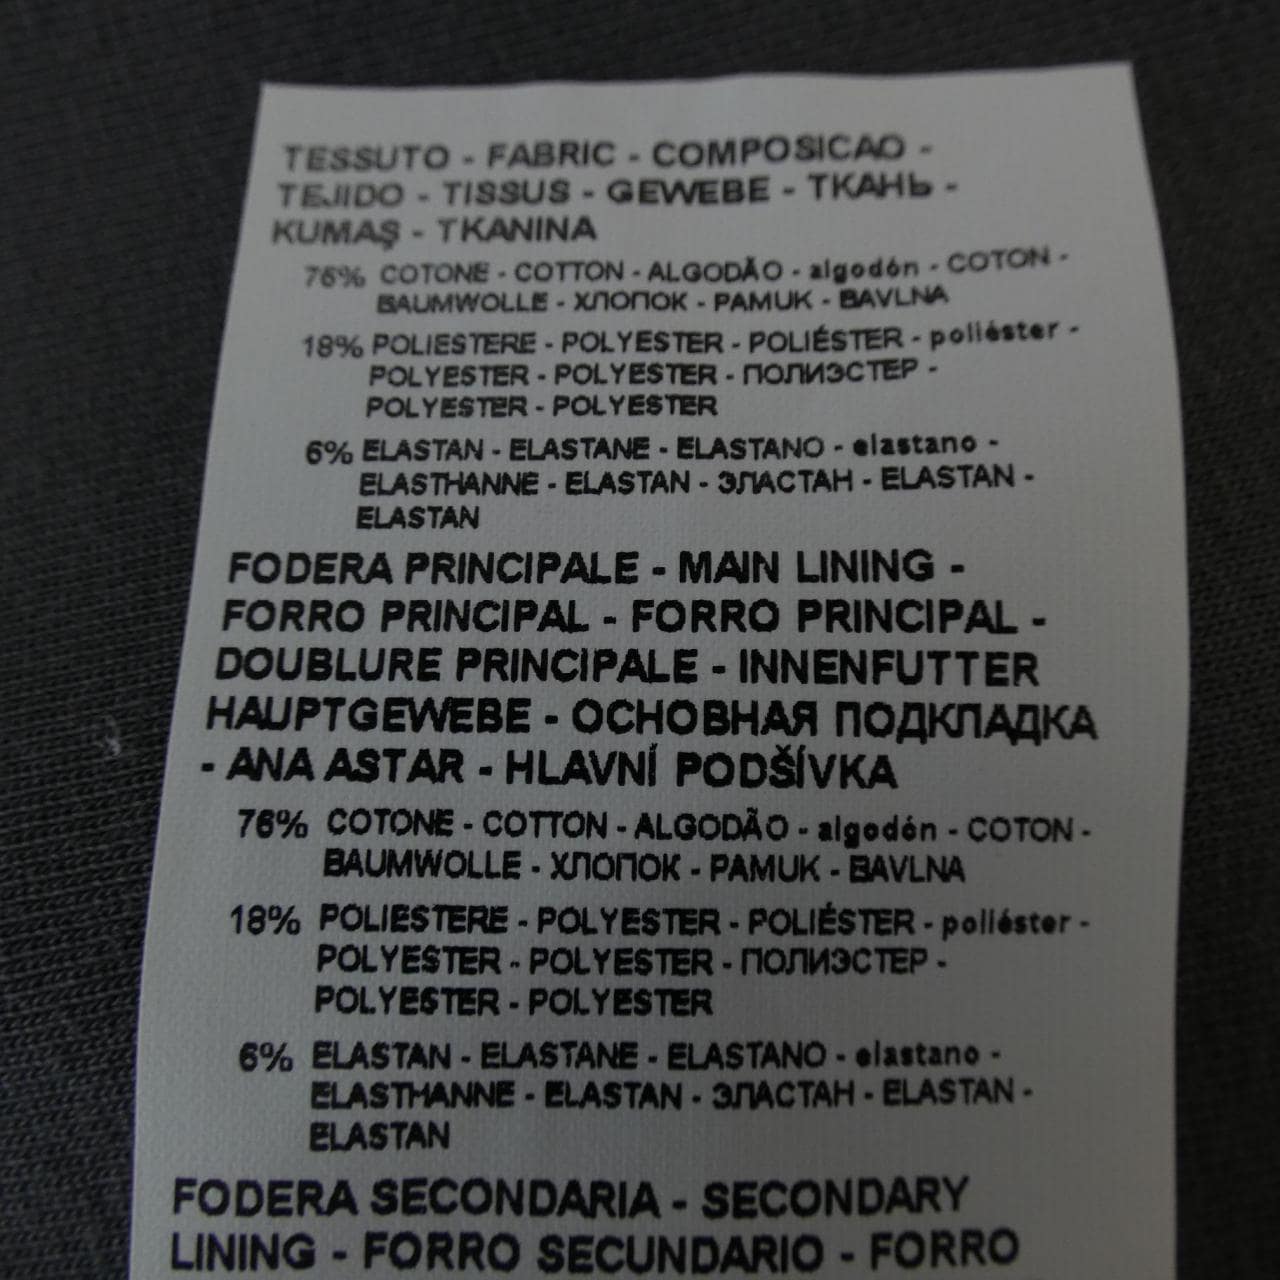 TESSUTO - FABRIC - COMPOSICAO -
TEJIDO - TISSUS - GEWEBE - ТКАНЬ -
KUMAŞ - TKANINA
76% COTONE - COTTON - ALGODÃO - algodón - COTON -
BAUMWOLLE - ХЛОПОК - PAMUK - BAVLNA
18% POLIESTERE - POLYESTER - POLIÉSTER - poliéster -
POLYESTER - POLYESTER - ПОЛИЭСТЕР -
POLYESTER - POLYESTER
6% ELASTAN - ELASTANE - ELASTANO - elastano -
ELASTHANNE - ELASTAN - ЭЛАСТАН - ELASTAN -
ELASTAN
FODERA PRINCIPALE - MAIN LINING -
FORRO PRINCIPAL - FORRO PRINCIPAL -
DOUBLURE PRINCIPALE - INNENFUTTER
HAUPTGEWEBE - ОСНОВНАЯ ПОДКЛАДКА
- ANA ASTAR - HLAVNÍ PODŠÍVKA
76% COTONE - COTTON - ALGODÃO - algodón - COTON -
BAUMWOLLE - ХЛОПОК - PAMUK - BAVLNA
18% POLIESTERE - POLYESTER - POLIÉSTER - poliéster -
POLYESTER - POLYESTER - ПОЛИЭСТЕР -
POLYESTER - POLYESTER
6% ELASTAN - ELASTANE - ELASTANO - elastano -
ELASTHANNE - ELASTAN - ЭЛАСТАН - ELASTAN -
ELASTAN
FODERA SECONDARIA - SECONDARY
LINING - FORRO SECUNDARIO - FORRO